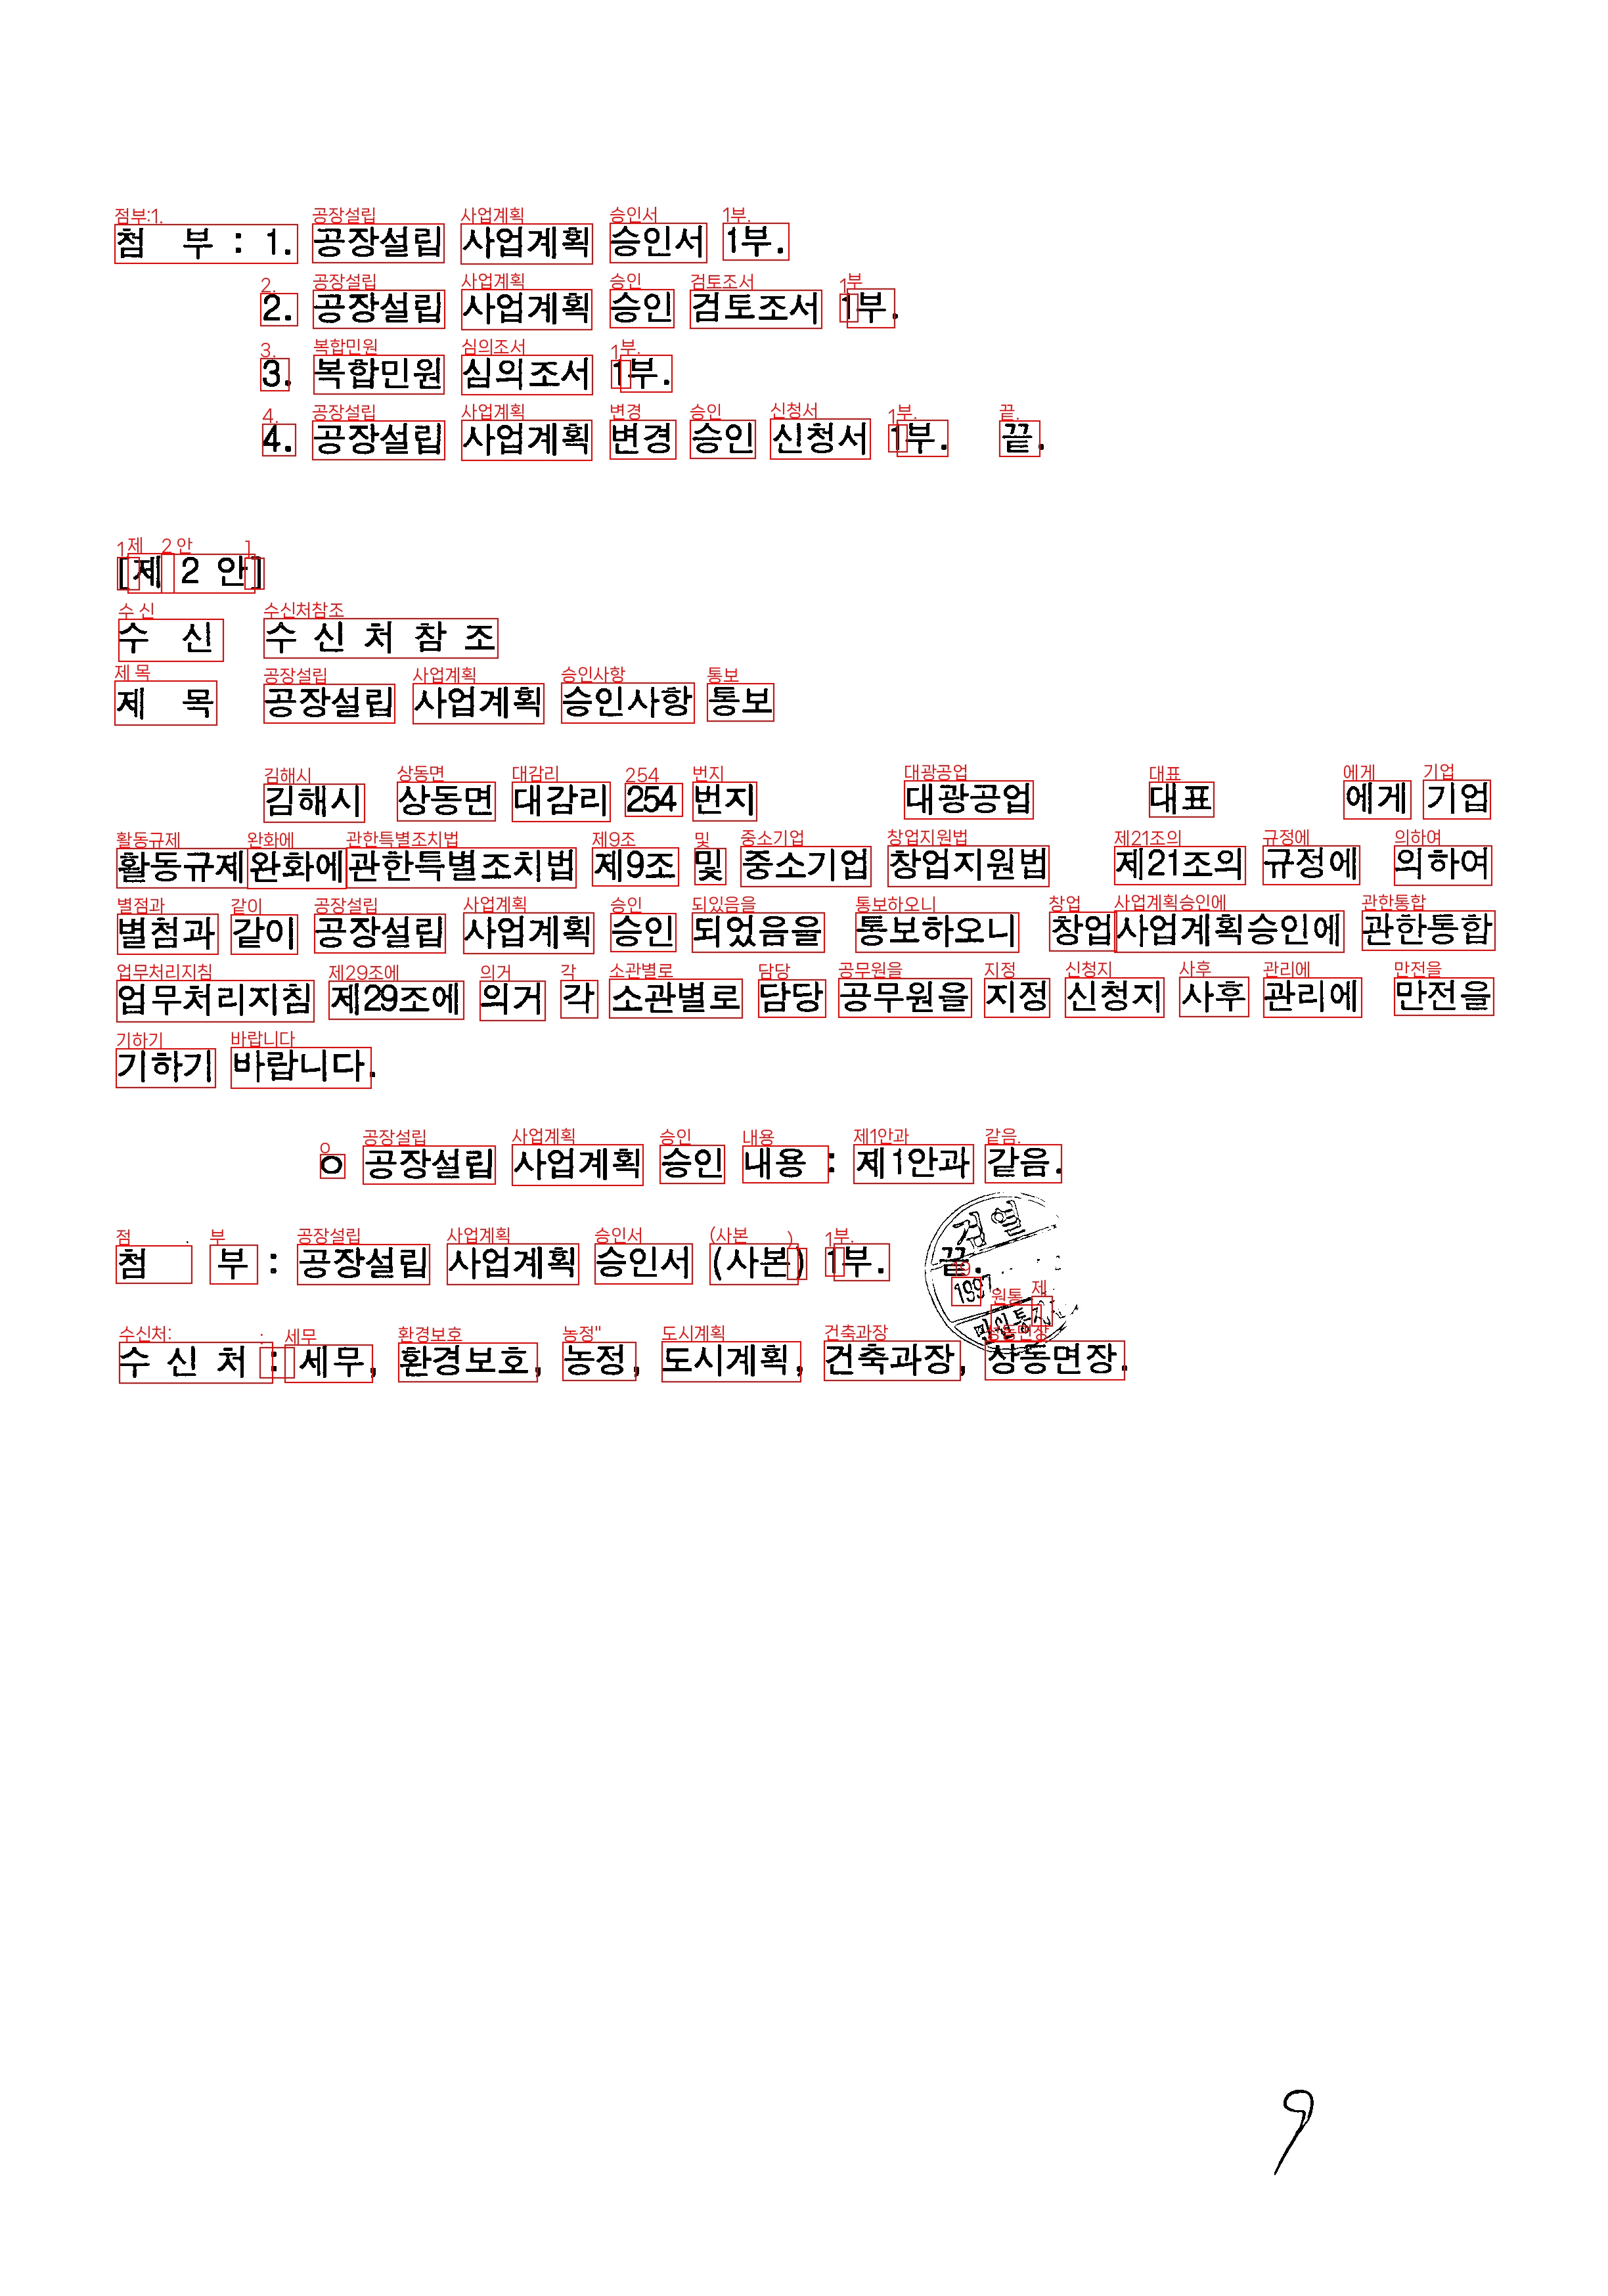 첨 부 : 1. 공장설립 사업계획 승인서 1부.
2. 공장설립 사업계획 승인 검토조서 1부.
3. 복합민원 심의조서 1부.
4. 공장설립 사업계획 변경 승인 신청서 1부. 끝.
[제 2 안]
수 신 수 신 처 참 조
제 목 공장설립 사업계획 승인사항 통보
김해시 상동면 대감리 254 번지 대광공업 대표 에게 기업
활동규제완화에관한특별조치법 제9조 및 중소기업 창업지원법 제21조의 규정에 의하여
별첨과 같이 공장설립 사업계획 승인 되었음을 통보하오니 창업사업계획승인에 관한통합
업무처리지침 제29조에 의거 각 소관별로 담당 공무원을 지정 신청지 사후 관리에 만전을
기하기 바랍니다.
ㅇ 공장설립 사업계획 승인 내용 : 제1안과 같음.
첨 부 : 공장설립 사업계획 승인서 (사본) 1부. 끝.
검열
1997.
수 신 처 : 세무, 환경보호, 농정, 도시계획, 건축과장, 상동면장.
9